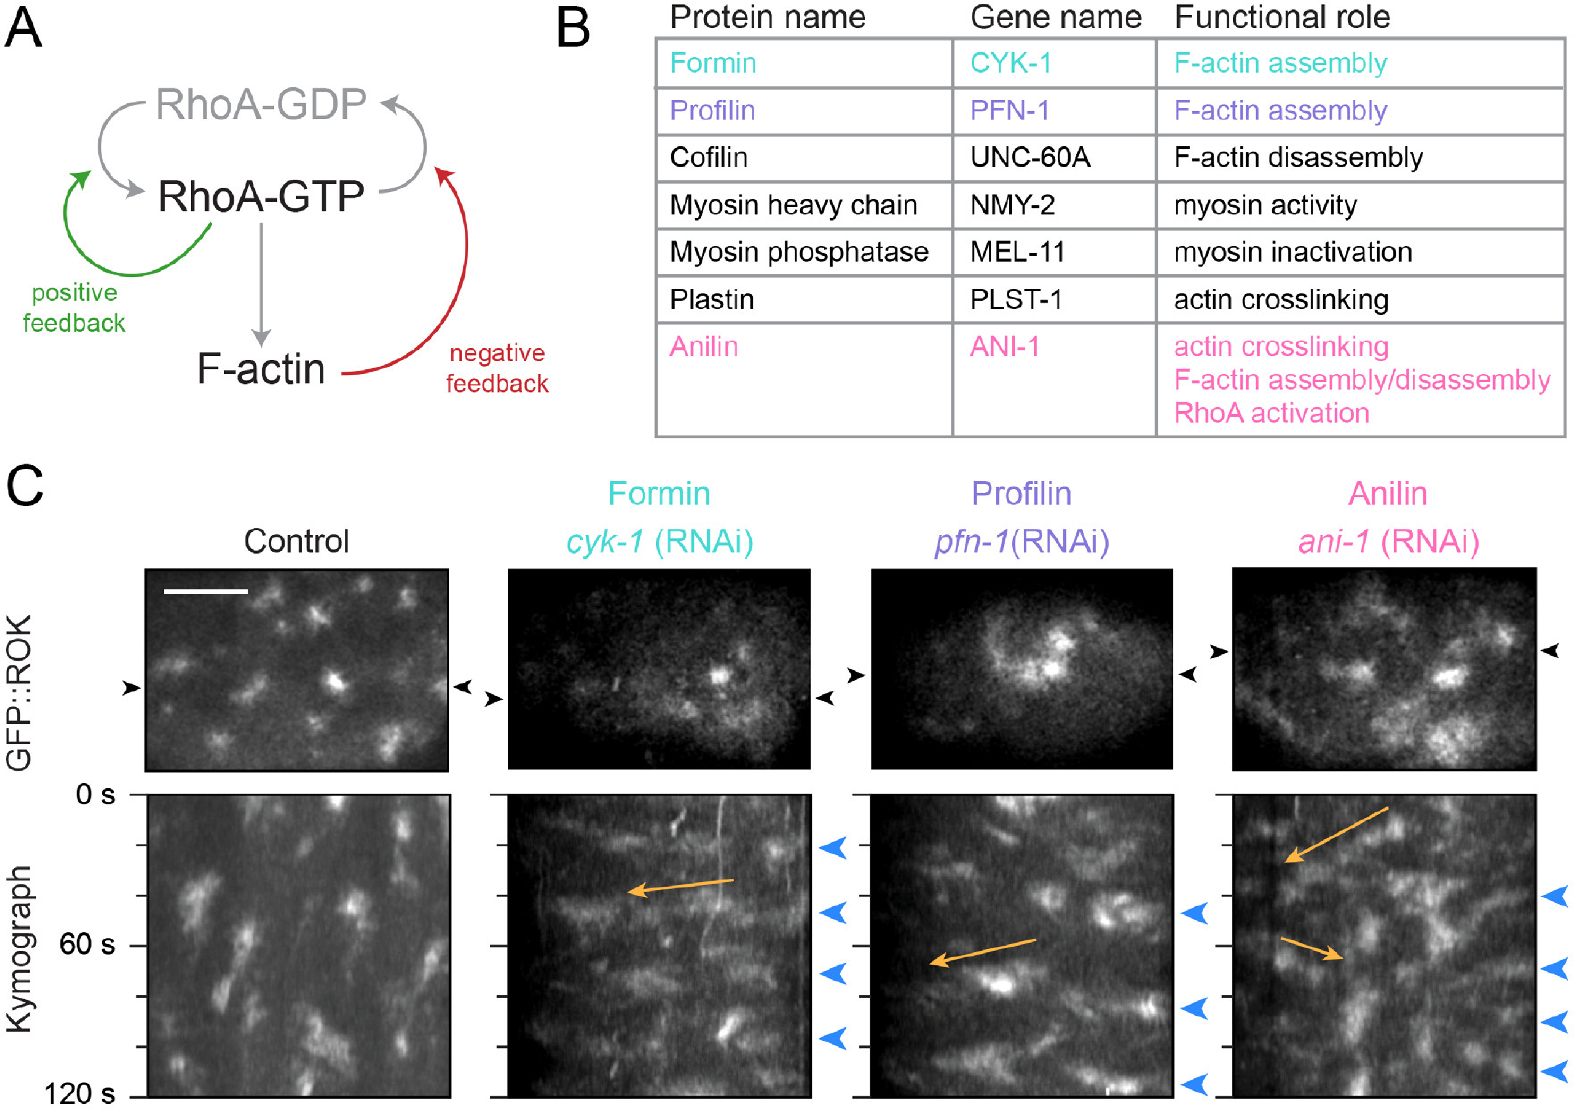 A
RhoA-GDP
RhoA-GTP
positive
feedback
F-actin
negative
feedback
B
Protein name Gene name Functional role
Formin CYK-1 F-actin assembly
Profilin PFN-1 F-actin assembly
Cofilin UNC-60A F-actin disassembly
Myosin heavy chain NMY-2 myosin activity
Myosin phosphatase MEL-11 myosin inactivation
Plastin PLST-1 actin crosslinking
Anilin ANI-1 actin crosslinking
F-actin assembly/disassembly
RhoA activation
C
Formin Profilin Anilin
Control cyk-1 (RNAi) pfn-1(RNAi) ani-1 (RNAi)
GFP::ROK
Kymograph
0 s
60 s
120 s